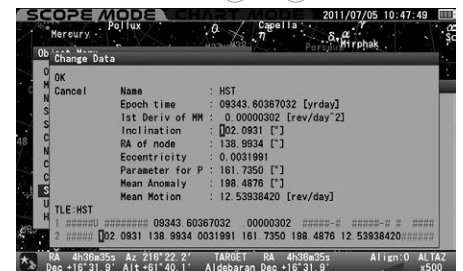 SCOPE MODE CHART MODE 2011/07/05 10:47:49
Mercury Pollux α Capella η δ α Mirphak
Object Menu
Change Data
OK
Cancel
Name : HST
Epoch time : 09343.60367032 [yrday]
1st Deriv of MM : 0.00000302 [rev/day^2]
Inclination : 102.0931 [°]
RA of node : 138.9934 [°]
Eccentricity : 0.0031991
Parameter for P : 161.7350 [°]
Mean Anomaly : 198.4876 [°]
Mean Motion : 12.53938420 [rev/day]
TLE:HST
1 #####U ######## 09343.60367032 .00000302 #####-# #####-# # ####
2 ##### 102.0931 138.9934 0031991 161.7350 198.4876 12.53938420######
RA 4h36m35s Az 216°22.2' TARGET RA 4h36m35s Align:0 ALTAZ
Dec +16°31.9' Alt +61°40.1' Aldebaran Dec +16°31.9' x500